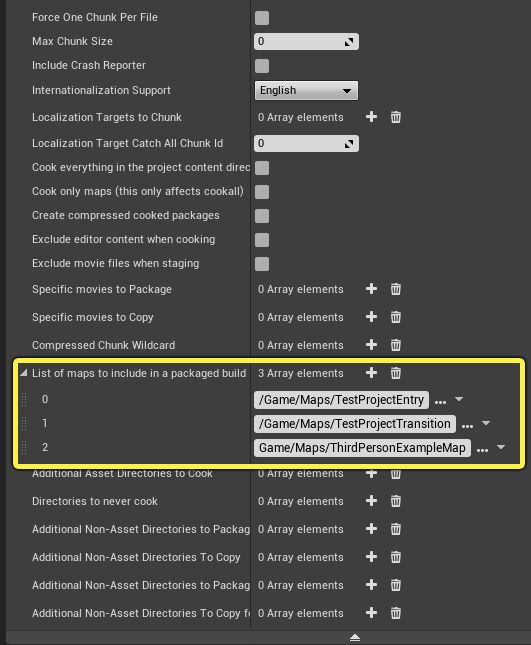 Force One Chunk Per File
Max Chunk Size 0
Include Crash Reporter
Internationalization Support English
Localization Targets to Chunk 0 Array elements
Localization Target Catch All Chunk Id 0
Cook everything in the project content direc
Cook only maps (this only affects cookall)
Create compressed cooked packages
Exclude editor content when cooking
Exclude movie files when staging
Specific movies to Package 0 Array elements
Specific movies to Copy 0 Array elements
Compressed Chunk Wildcard 0 Array elements
List of maps to include in a packaged build 3 Array elements
0 /Game/Maps/TestProjectEntry ...
1 /Game/Maps/TestProjectTransition ...
2 Game/Maps/ThirdPersonExampleMap ...
Additional Asset Directories to Cook 0 Array elements
Directories to never cook 0 Array elements
Additional Non-Asset Directories to Packag 0 Array elements
Additional Non-Asset Directories To Copy 0 Array elements
Additional Non-Asset Directories to Packag 0 Array elements
Additional Non-Asset Directories To Copy fo 0 Array elements